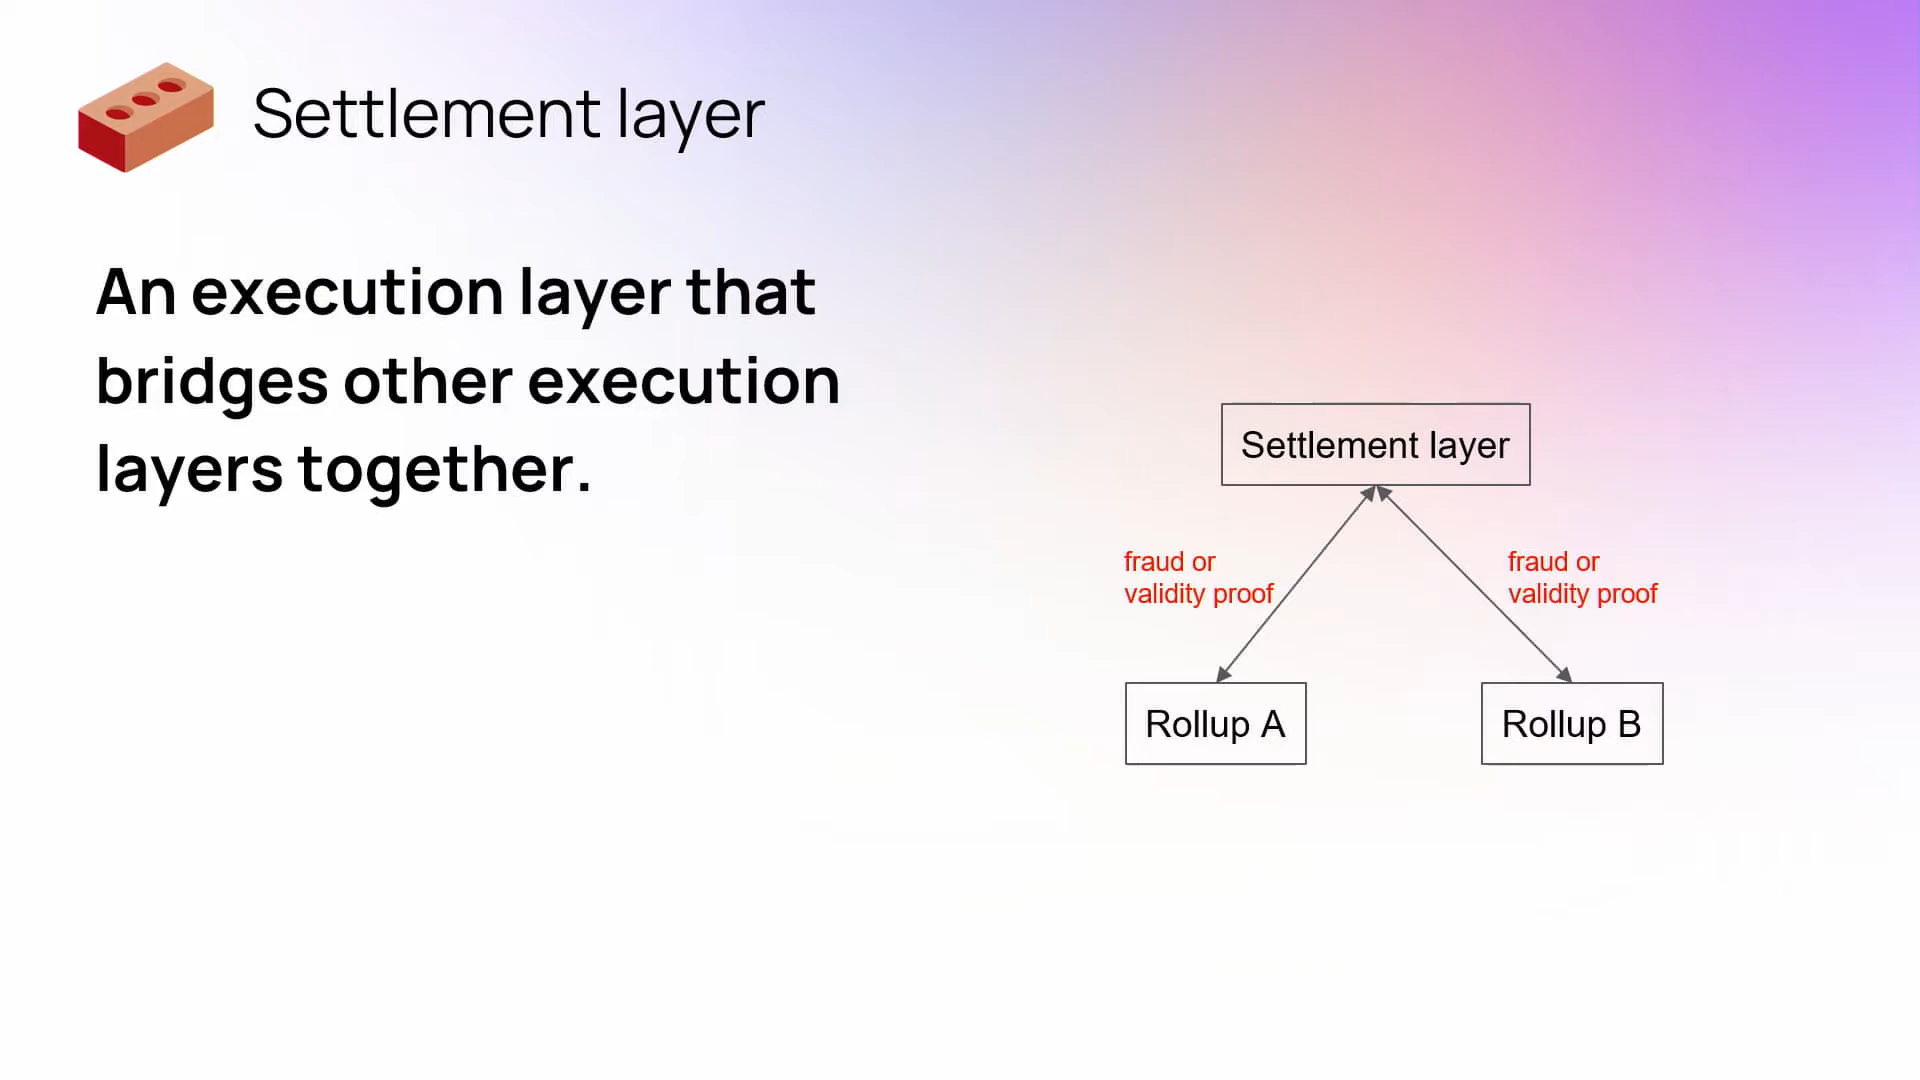 Settlement layer
An execution layer that
bridges other execution
layers together.
Settlement layer
fraud or
validity proof
fraud or
validity proof
Rollup A
Rollup B